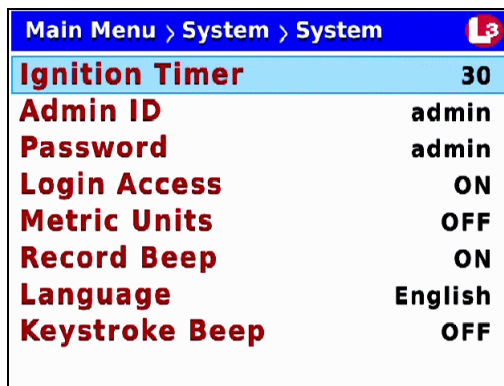 Main Menu > System > System L3
Ignition Timer 30
Admin ID admin
Password admin
Login Access ON
Metric Units OFF
Record Beep ON
Language English
Keystroke Beep OFF